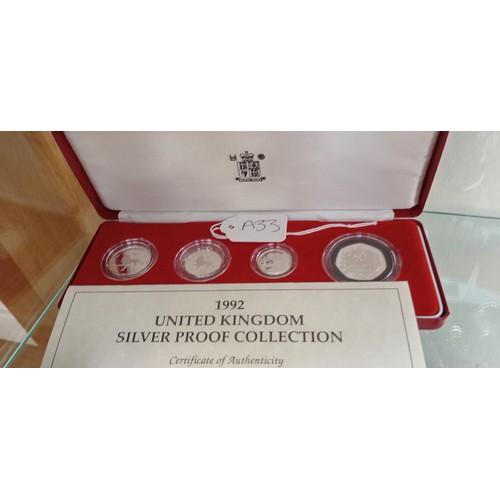 A33
1992
UNITED KINGDOM
SILVER PROOF COLLECTION
Certificate of Authenticity